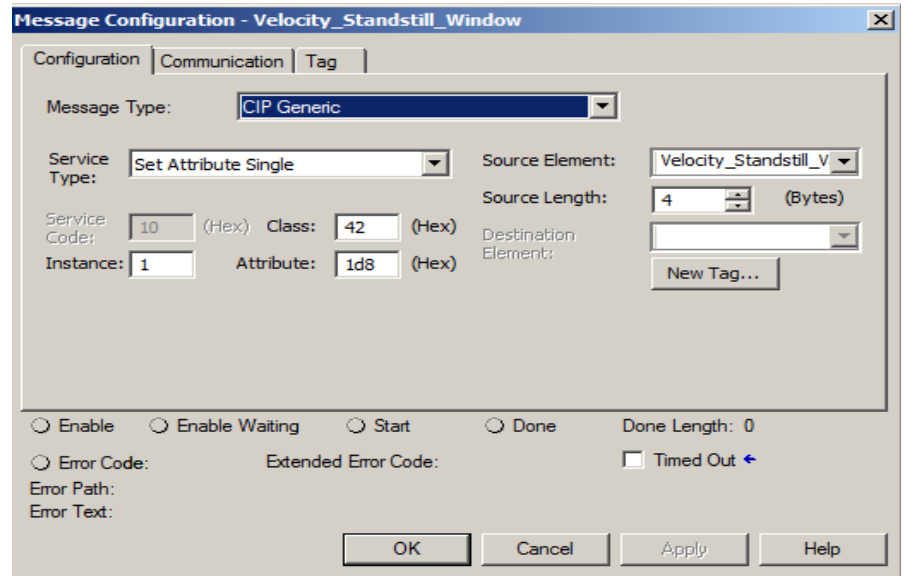 Message Configuration - Velocity_Standstill_Window
Configuration Communication Tag
Message Type: CIP Generic
Service Type: Set Attribute Single
Source Element: Velocity_Standstill_V
Source Length: 4 (Bytes)
Service Code: 10 (Hex) Class: 42 (Hex)
Destination Element:
Instance: 1 Attribute: 1d8 (Hex)
New Tag...
Enable Enable Waiting Start Done Done Length: 0
Error Code: Extended Error Code: Timed Out
Error Path:
Error Text:
OK Cancel Apply Help